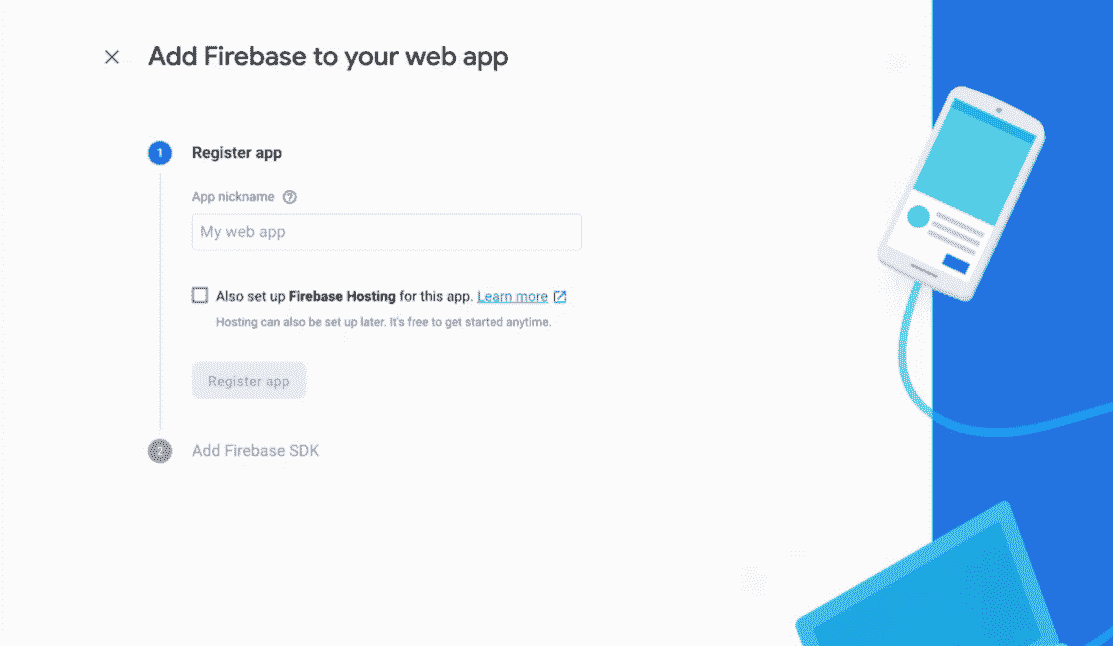 Add Firebase to your web app
1
Register app
App nickname
My web app
Also set up Firebase Hosting for this app. Learn more
Hosting can also be set up later. It's free to get started anytime.
Register app
2
Add Firebase SDK